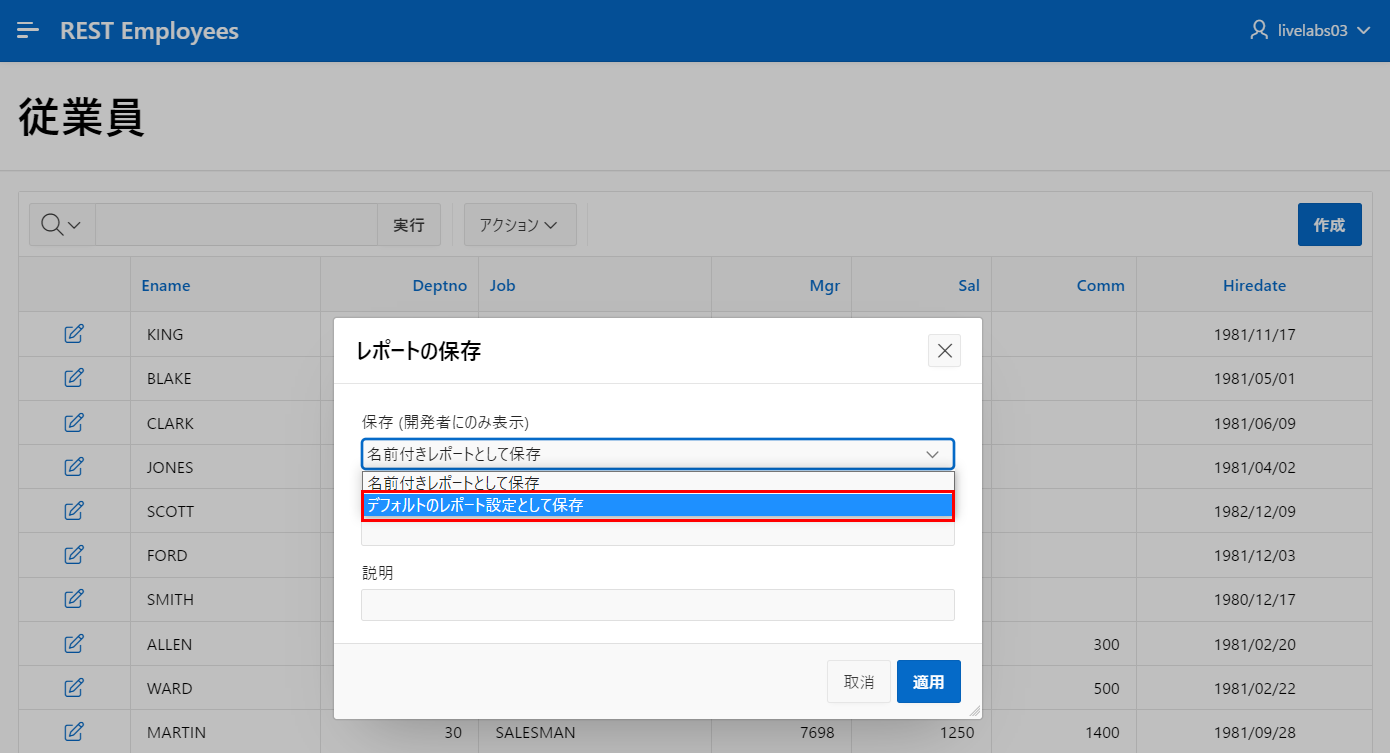 REST Employees livelabs03
従業員
実行 アクション 作成
Ename Deptno Job Mgr Sal Comm Hiredate
KING 1981/11/17
BLAKE 1981/05/01
CLARK 1981/06/09
JONES 1981/04/02
SCOTT 1982/12/09
FORD 1981/12/03
SMITH 1980/12/17
ALLEN 300 1981/02/20
WARD 500 1981/02/22
MARTIN 30 SALESMAN 7698 1250 1400 1981/09/28
レポートの保存
保存 (開発者にのみ表示)
名前付きレポートとして保存
名前付きレポートとして保存
デフォルトのレポート設定として保存
説明
取消 適用